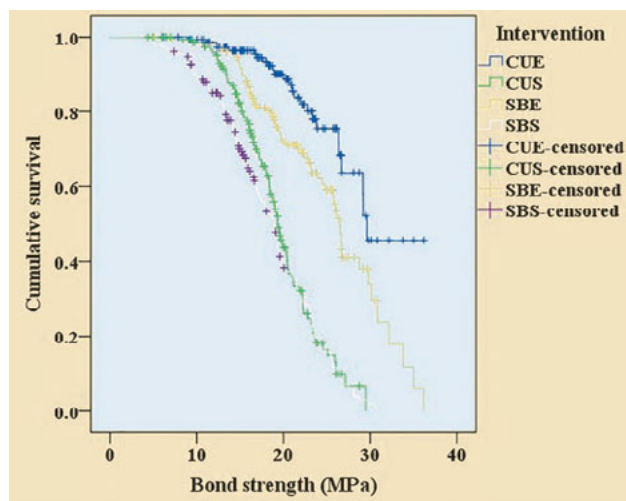 Intervention
CUE
CUS
SBE
SBS
CUE-censored
CUS-censored
SBE-censored
SBS-censored
Cumulative survival
1.0
0.8
0.6
0.4
0.2
0.0
0
10
20
30
40
Bond strength (MPa)